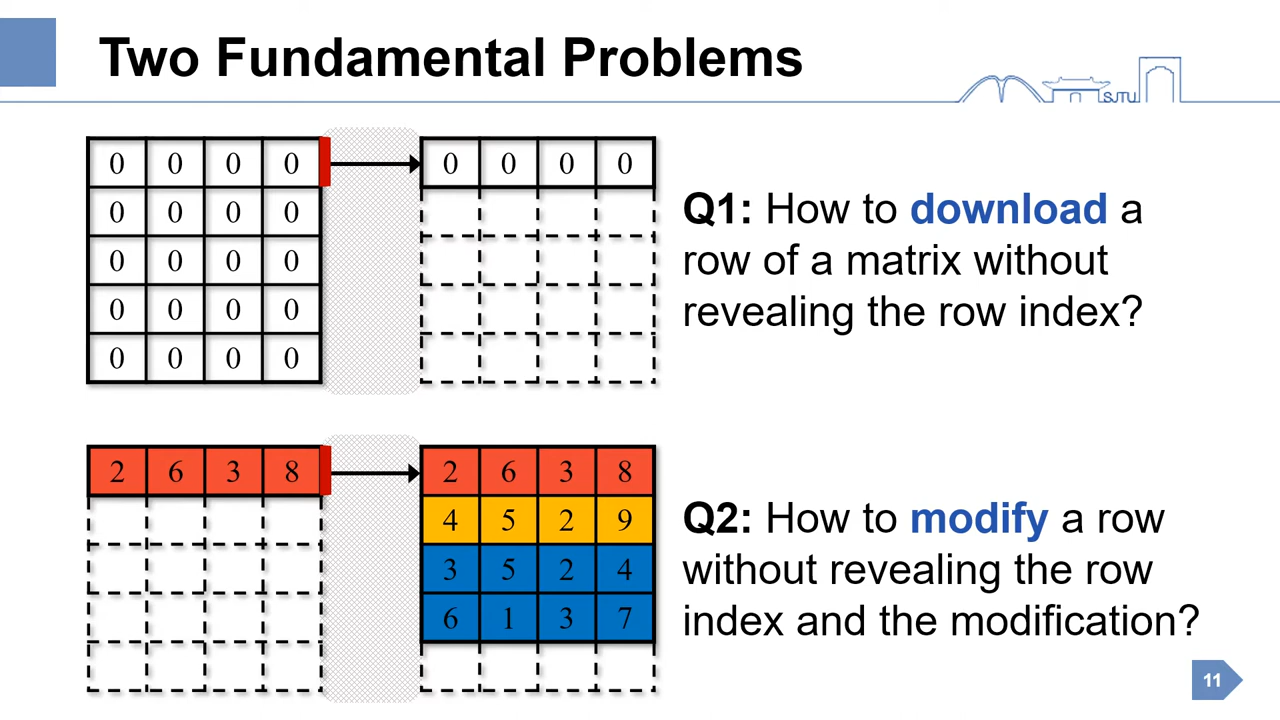 Two Fundamental Problems
SJTU
0 0 0 0
0 0 0 0
0 0 0 0
0 0 0 0
0 0 0 0
0 0 0 0
Q1: How to download a
row of a matrix without
revealing the row index?
2 6 3 8
2 6 3 8
4 5 2 9
3 5 2 4
6 1 3 7
Q2: How to modify a row
without revealing the row
index and the modification?
11